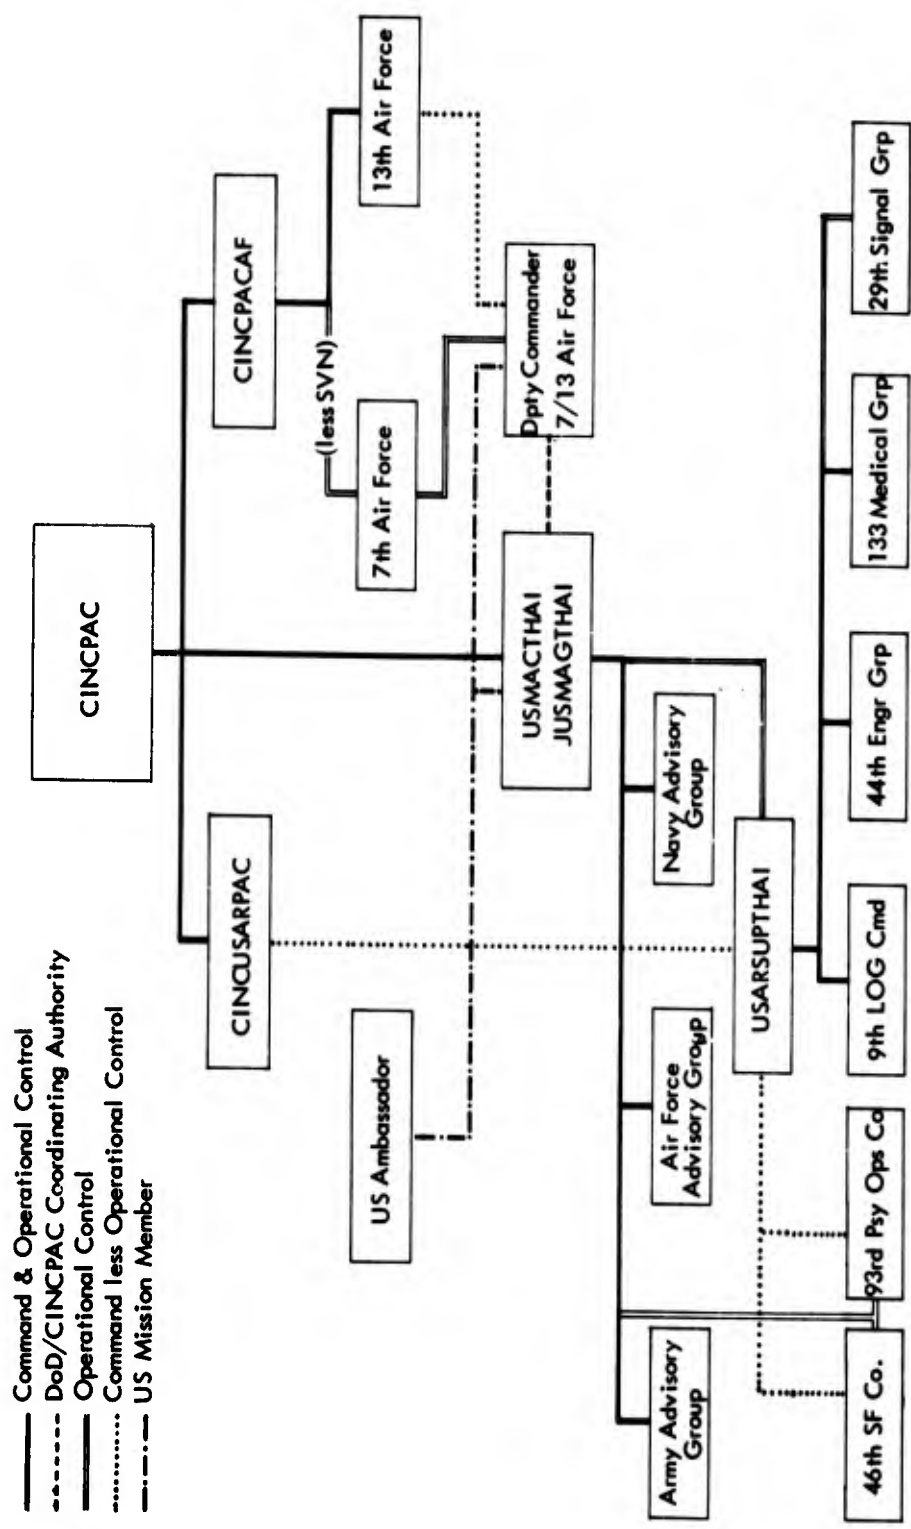 Command & Operational Control
DoD/CINCPAC Coordinating Authority
Operational Control
Command less Operational Control
US Mission Member
CINCPAC
CINCUSARPAC
CINCPACAF
(less SVN)
US Ambassador
7th Air Force
13th Air Force
USMACTHAI
JUSMAGTHAI
Dpty Commander
7/13 Air Force
Army Advisory
Group
Air Force
Advisory Group
Navy Advisory
Group
USARSUPTHAI
46th SF Co.
93rd Psy Ops Co
9th LOG Cmd
44th Engr Grp
133 Medical Grp
29th Signal Grp